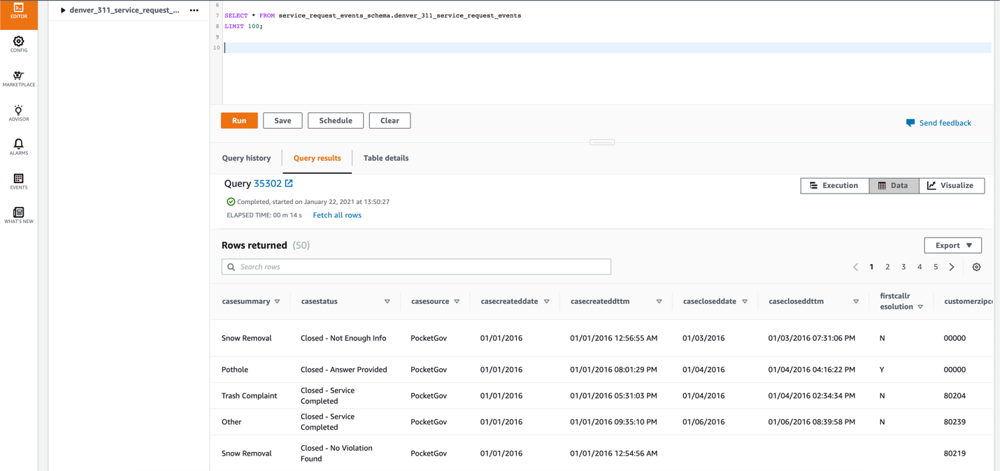 EDITOR
CONFIG
MARKETPLACE
ADVISOR
ALARMS
EVENTS
WHAT'S NEW
denver_311_service_request_... •••
6
7 SELECT * FROM service_request_events_schema.denver_311_service_request_events
8 LIMIT 100;
9
10
Run Save Schedule Clear
Send feedback
Query history Query results Table details
Query 35302
Execution Data Visualize
Completed, started on January 22, 2021 at 13:50:27
ELAPSED TIME: 00 m 14 s Fetch all rows
Rows returned (50)
Export
Search rows
1 2 3 4 5
casesummary casestatus casesource casecreateddate casecreateddttm casecloseddate casecloseddttm firstcallr
esolution customerzipc
Snow Removal Closed - Not Enough Info PocketGov 01/01/2016 01/01/2016 12:56:55 AM 01/03/2016 01/03/2016 07:31:06 PM N 00000
Pothole Closed - Answer Provided PocketGov 01/01/2016 01/01/2016 08:01:29 PM 01/04/2016 01/04/2016 04:16:22 PM Y 00000
Trash Complaint Closed - Service
Completed PocketGov 01/01/2016 01/01/2016 05:31:03 PM 01/04/2016 01/04/2016 02:34:34 PM N 80204
Other Closed - Service
Completed PocketGov 01/01/2016 01/01/2016 09:35:10 PM 01/06/2016 01/06/2016 08:39:58 PM N 80239
Snow Removal Closed - No Violation
Found PocketGov 01/01/2016 01/01/2016 12:54:56 AM 80219